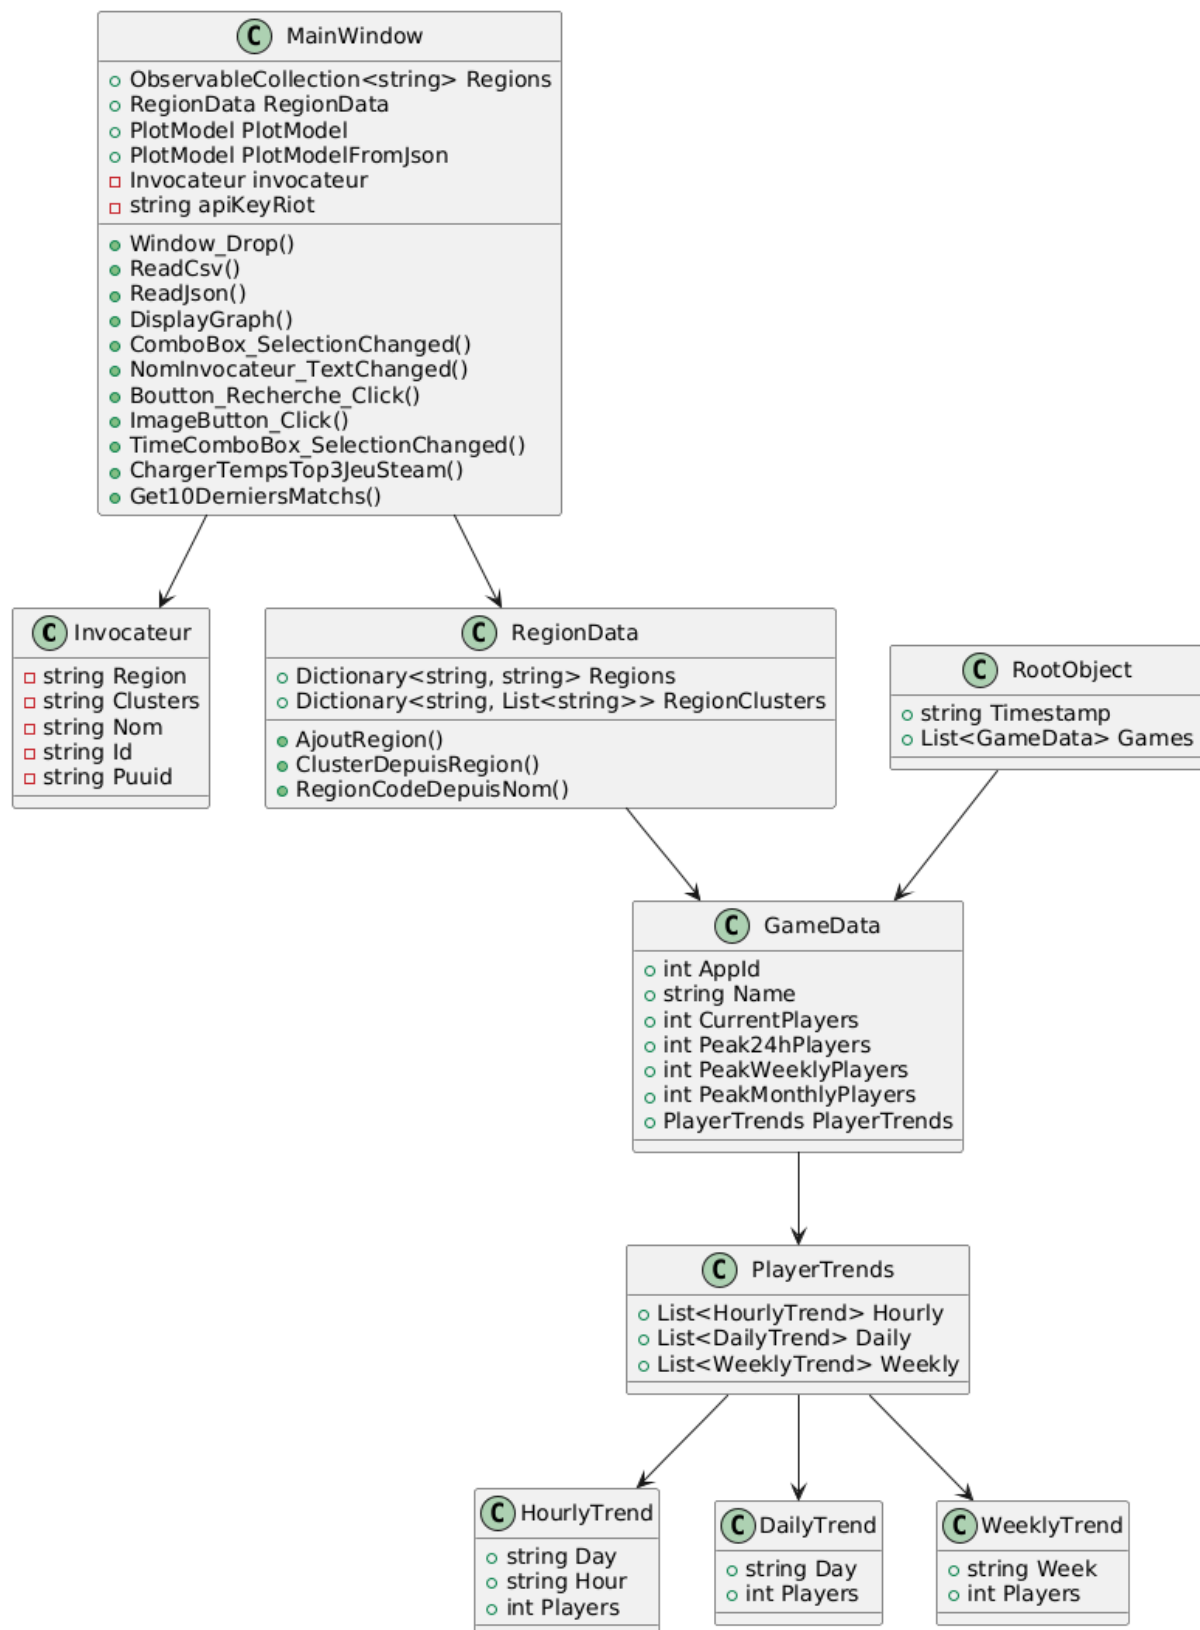 C MainWindow
ObservableCollection<string> Regions
RegionData RegionData
PlotModel PlotModel
PlotModel PlotModelFromJson
Invocateur invocateur
string apiKeyRiot
Window_Drop()
ReadCsv()
ReadJson()
DisplayGraph()
ComboBox_SelectionChanged()
NomInvocateur_TextChanged()
Boutton_Recherche_Click()
ImageButton_Click()
TimeComboBox_SelectionChanged()
ChargerTempsTop3JeuSteam()
Get10DerniersMatchs()
C Invocateur
string Region
string Clusters
string Nom
string Id
string Puuid
C RegionData
Dictionary<string, string> Regions
Dictionary<string, List<string>> RegionClusters
AjoutRegion()
ClusterDepuisRegion()
RegionCodeDepuisNom()
C RootObject
string Timestamp
List<GameData> Games
C GameData
int AppId
string Name
int CurrentPlayers
int Peak24hPlayers
int PeakWeeklyPlayers
int PeakMonthlyPlayers
PlayerTrends PlayerTrends
C PlayerTrends
List<HourlyTrend> Hourly
List<DailyTrend> Daily
List<WeeklyTrend> Weekly
C HourlyTrend
string Day
string Hour
int Players
C DailyTrend
string Day
int Players
C WeeklyTrend
string Week
int Players